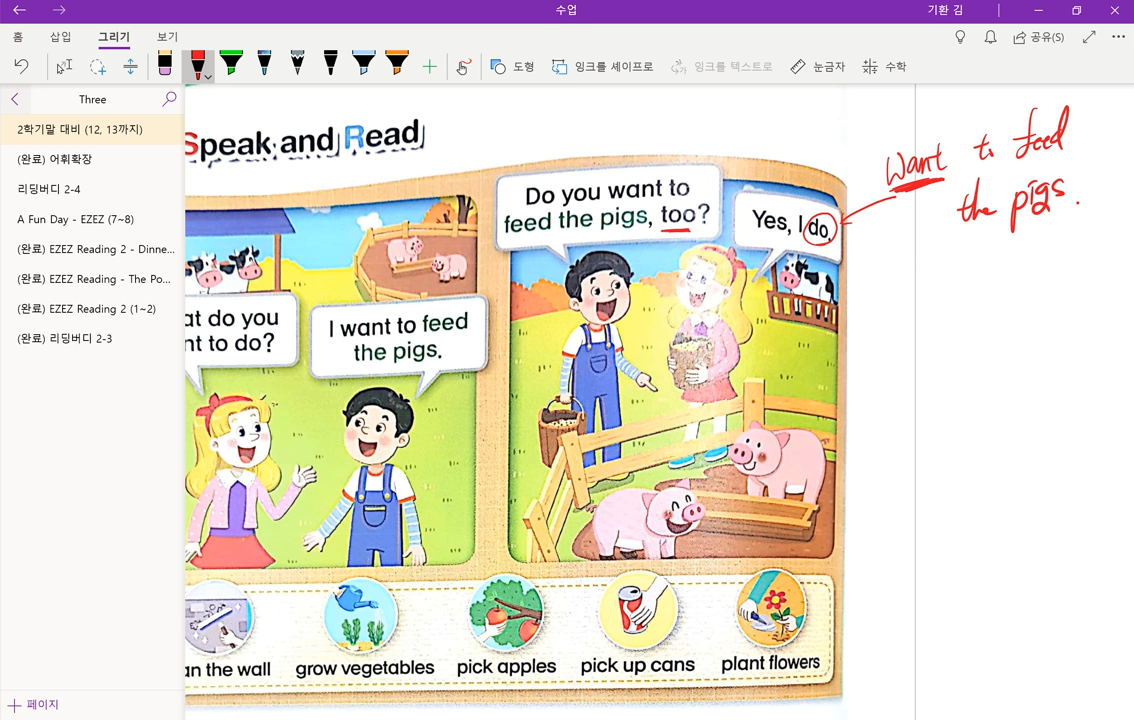 수업
기환 김
홈
삽입
그리기
보기
공유(S)
도형
잉크를 셰이프로
잉크를 텍스트로
눈금자
수학
Three
2학기말 대비 (12, 13까지)
(완료) 어휘확장
리딩버디 2-4
A Fun Day - EZEZ (7~8)
(완료) EZEZ Reading 2 - Dinne...
(완료) EZEZ Reading - The Po...
(완료) EZEZ Reading 2 (1~2)
(완료) 리딩버디 2-3
페이지
Speak and Read
at do you
nt to do?
I want to feed
the pigs.
Do you want to
feed the pigs, too?
Yes, I do.
want to feed
the pigs.
an the wall
grow vegetables
pick apples
pick up cans
plant flowers